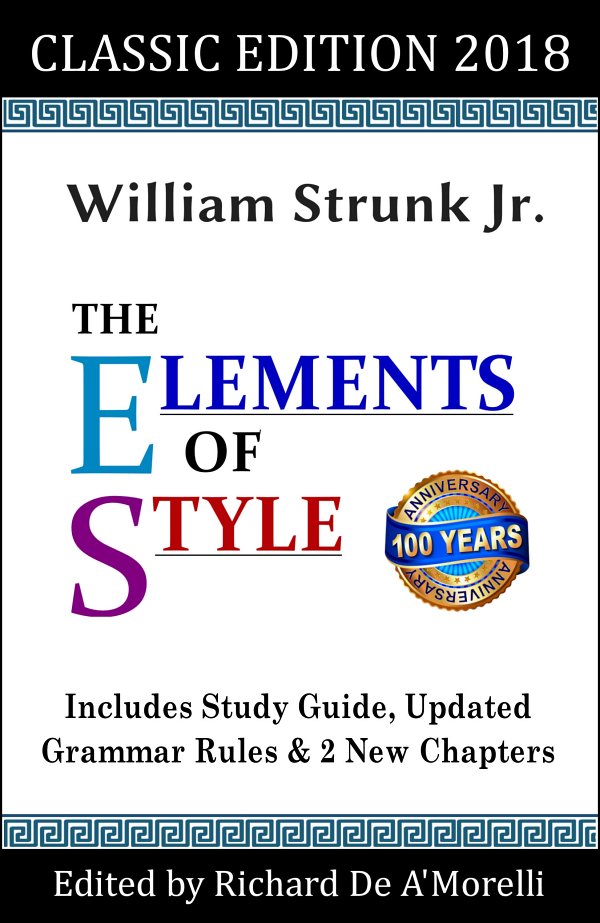 CLASSIC EDITION 2018
William Strunk Jr.
THE
ELEMENTS
OF
STYLE
ANNIVERSARY
100 YEARS
ANNIVERSARY
Includes Study Guide, Updated
Grammar Rules & 2 New Chapters
Edited by Richard De A'Morelli